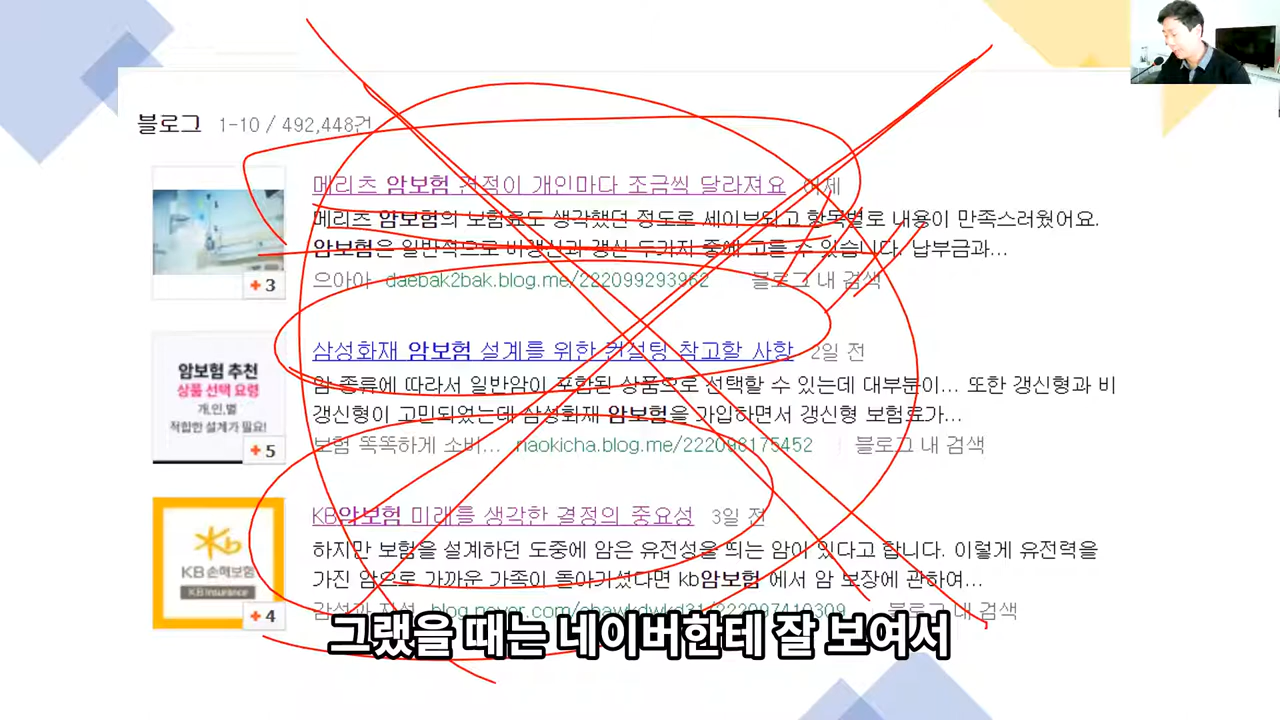 블로그 1-10 / 492,448건
메리츠 암보험 견적이 개인마다 조금씩 달라져요 어제
메리츠 암보험의 보험료도 생각했던 정도로 세이브되고 항목별로 내용이 만족스러웠어요.
암보험은 일반적으로 비갱신과 갱신 두가지 중에 고를 수 있습니다. 납부금과...
으아아 daebak2bak.blog.me/222099293962 블로그 내 검색
+3
암보험 추천
상품 선택 요령
개,인,별
적합한 설계가 필요!
+5
삼성화재 암보험 설계를 위한 컨설팅 참고할 사항 2일 전
암 종류에 따라서 일반암이 포함된 상품으로 선택할 수 있는데 대부분이... 또한 갱신형과 비
갱신형이 고민되었는데 삼성화재 암보험을 가입하면서 갱신형 보험료가...
보험 똑똑하게 소비... naokicha.blog.me/222098175452 블로그 내 검색
KB손해보험
KB Insurance
+4
KB암보험 미래를 생각한 결정의 중요성 3일 전
하지만 보험을 설계하던 도중에 암은 유전성을 띄는 암이 있다고 합니다. 이렇게 유전력을
가진 암으로 가까운 가족이 돌아가셨다면 kb암보험 에서 암 보장에 관하여...
블로그 내 검색
그랬을 때는 네이버한테 잘 보여서